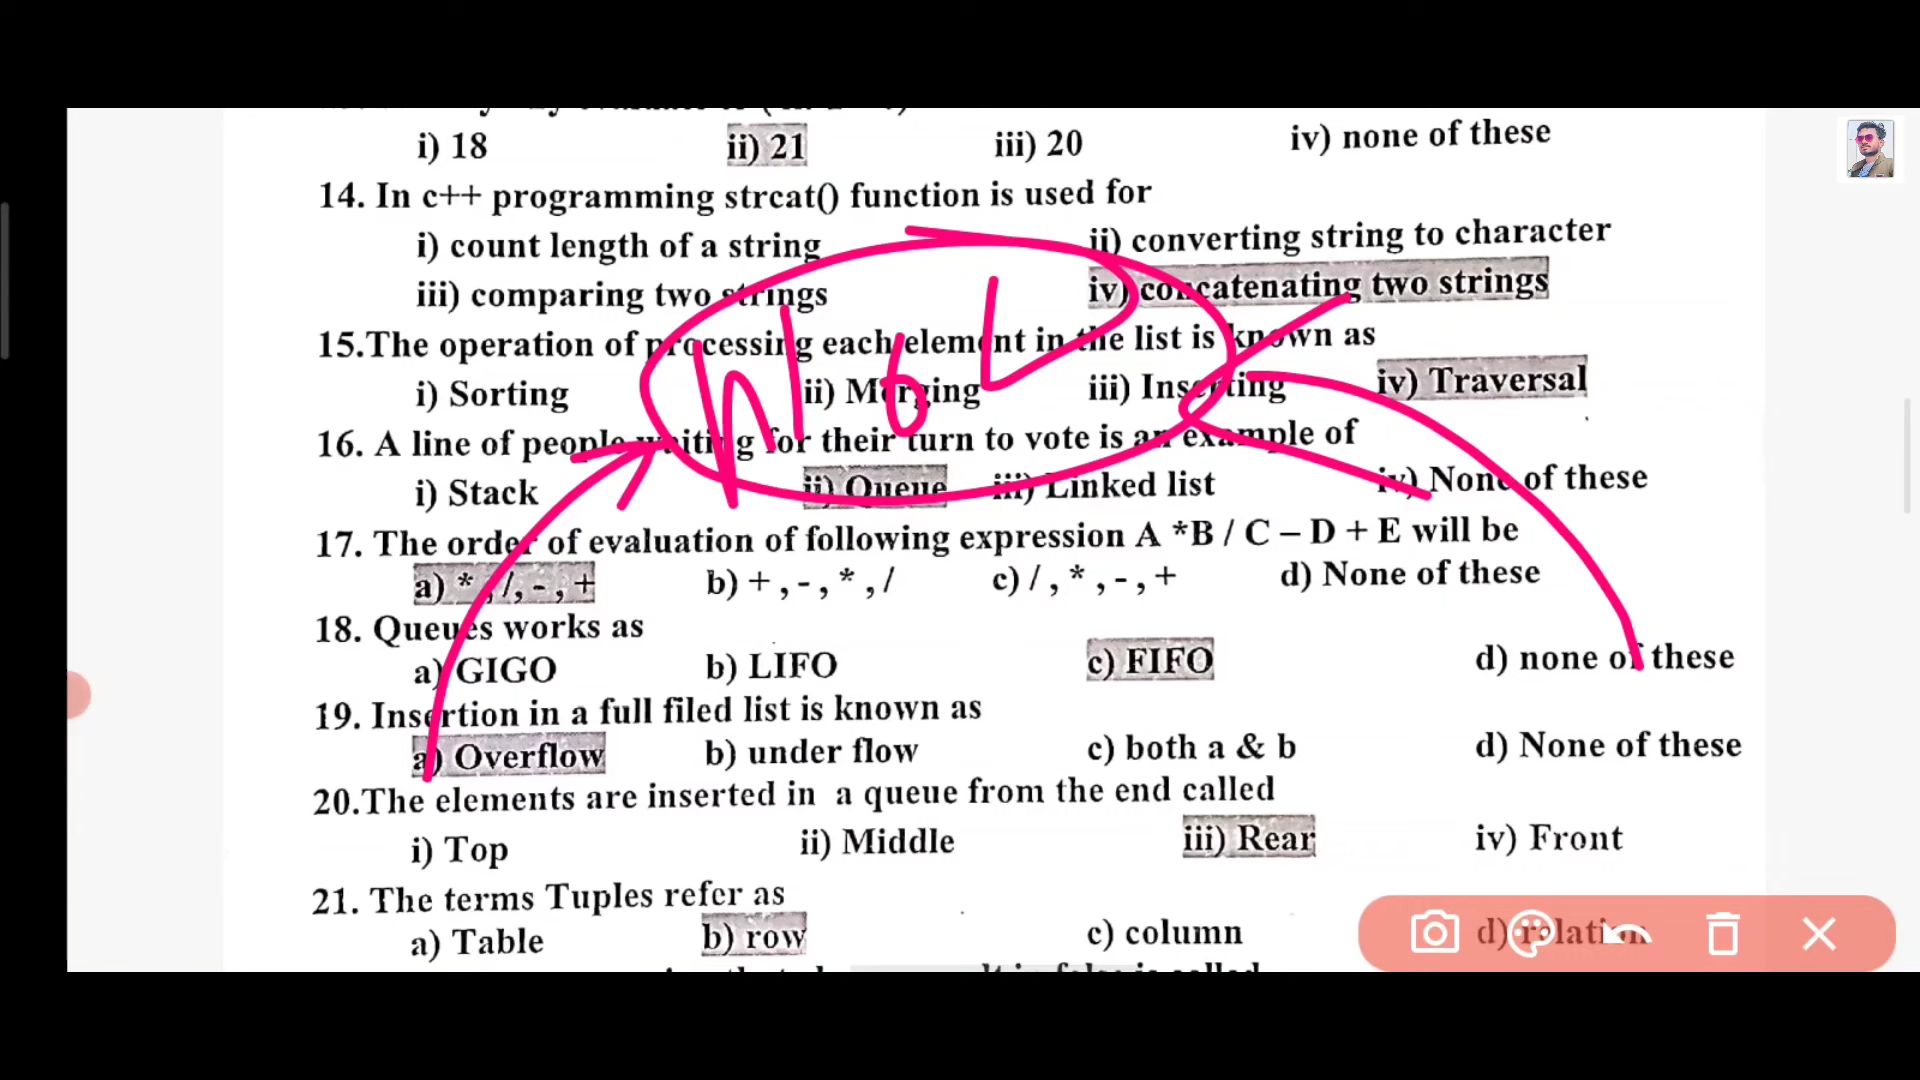 i) 18 ii) 21 iii) 20 iv) none of these
14. In c++ programming strcat() function is used for
i) count length of a string ii) converting string to character
iii) comparing two strings iv) concatenating two strings
15.The operation of processing each element in the list is known as
i) Sorting ii) Merging iii) Inserting iv) Traversal
16. A line of people waiting for their turn to vote is an example of
i) Stack ii) Queue iii) Linked list iv) None of these
17. The order of evaluation of following expression A *B / C – D + E will be
a) * , /, - , + b) + , - , * , / c) / , * , - , + d) None of these
18. Queues works as
a) GIGO b) LIFO c) FIFO d) none of these
19. Insertion in a full filed list is known as
a) Overflow b) under flow c) both a & b d) None of these
20.The elements are inserted in a queue from the end called
i) Top ii) Middle iii) Rear iv) Front
21. The terms Tuples refer as
a) Table b) row c) column d) relation